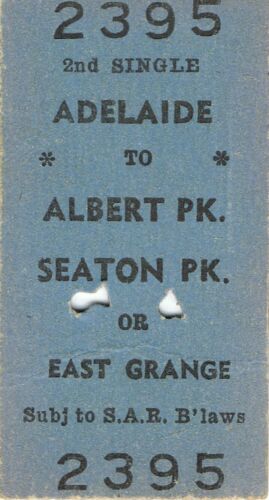 2395
2nd SINGLE
ADELAIDE
* TO *
ALBERT PK.
SEATON PK.
OR
EAST GRANGE
Subj to S.A.R. B'laws
2395